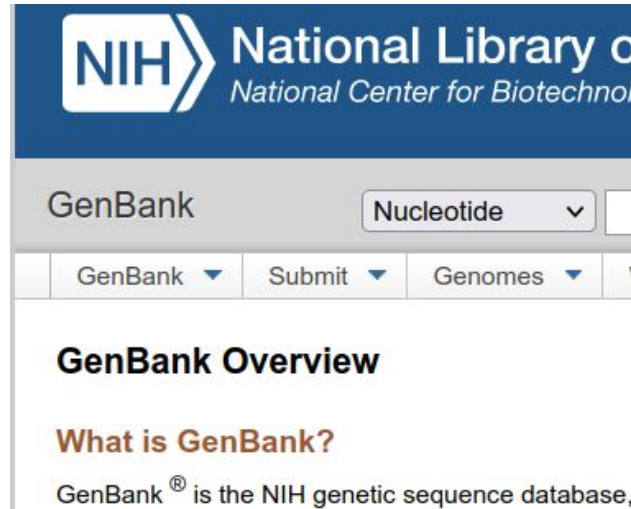 NIH National Library
National Center for
GenBank Nucleotide
GenBank Submit Genomes
GenBank Overview
What is GenBank?
GenBank ® is the NIH genetic sequence database,